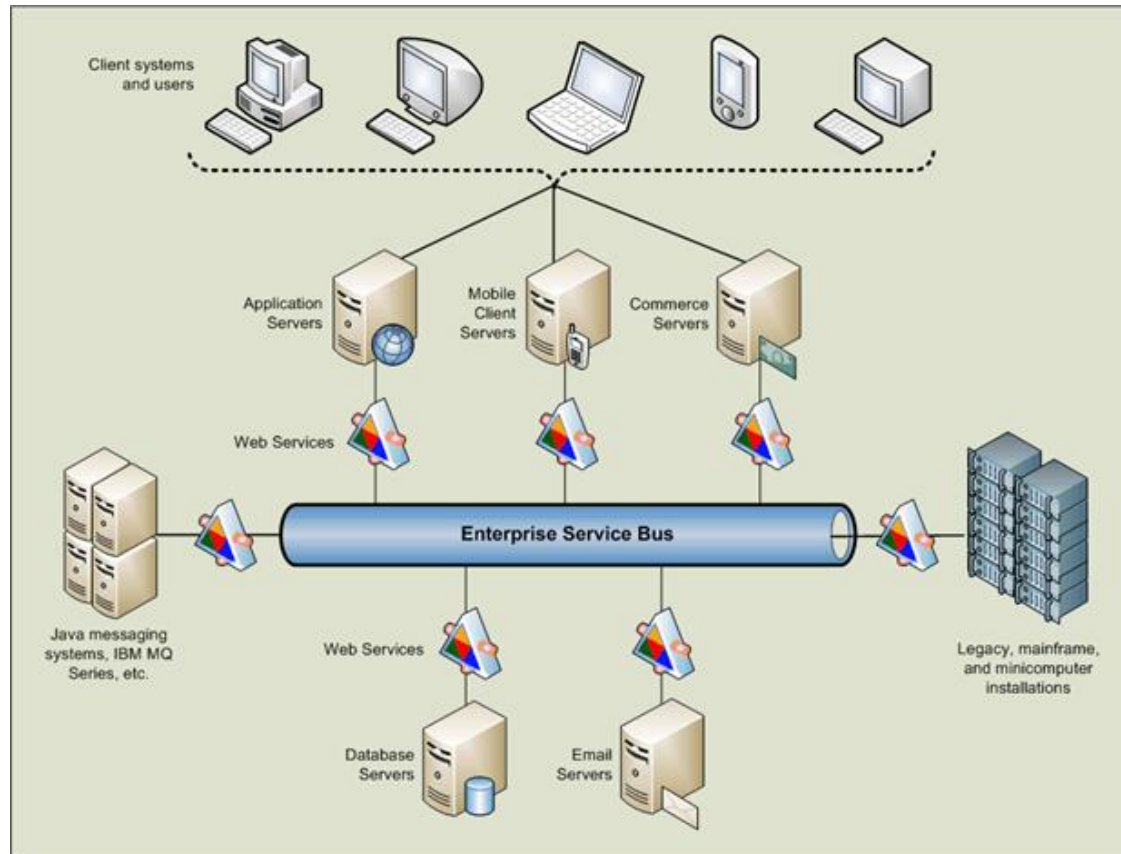 Client systems
and users
Application
Servers
Mobile
Client
Servers
Commerce
Servers
Web Services
Enterprise Service Bus
Java messaging
systems, IBM MQ
Series, etc.
Web Services
Legacy, mainframe,
and minicomputer
installations
Database
Servers
Email
Servers